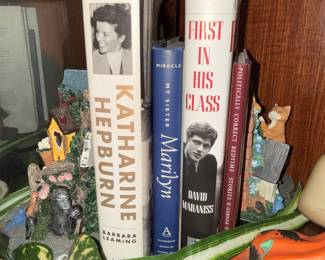 KATHARINE
HEPBURN
BARBARA
LEAMING
MIRACLE
MY SISTER
Marilyn
A
FIRST
IN HIS
CLASS
DAVID
MARANISS
POLITICALLY CORRECT BEDTIME
STORIES